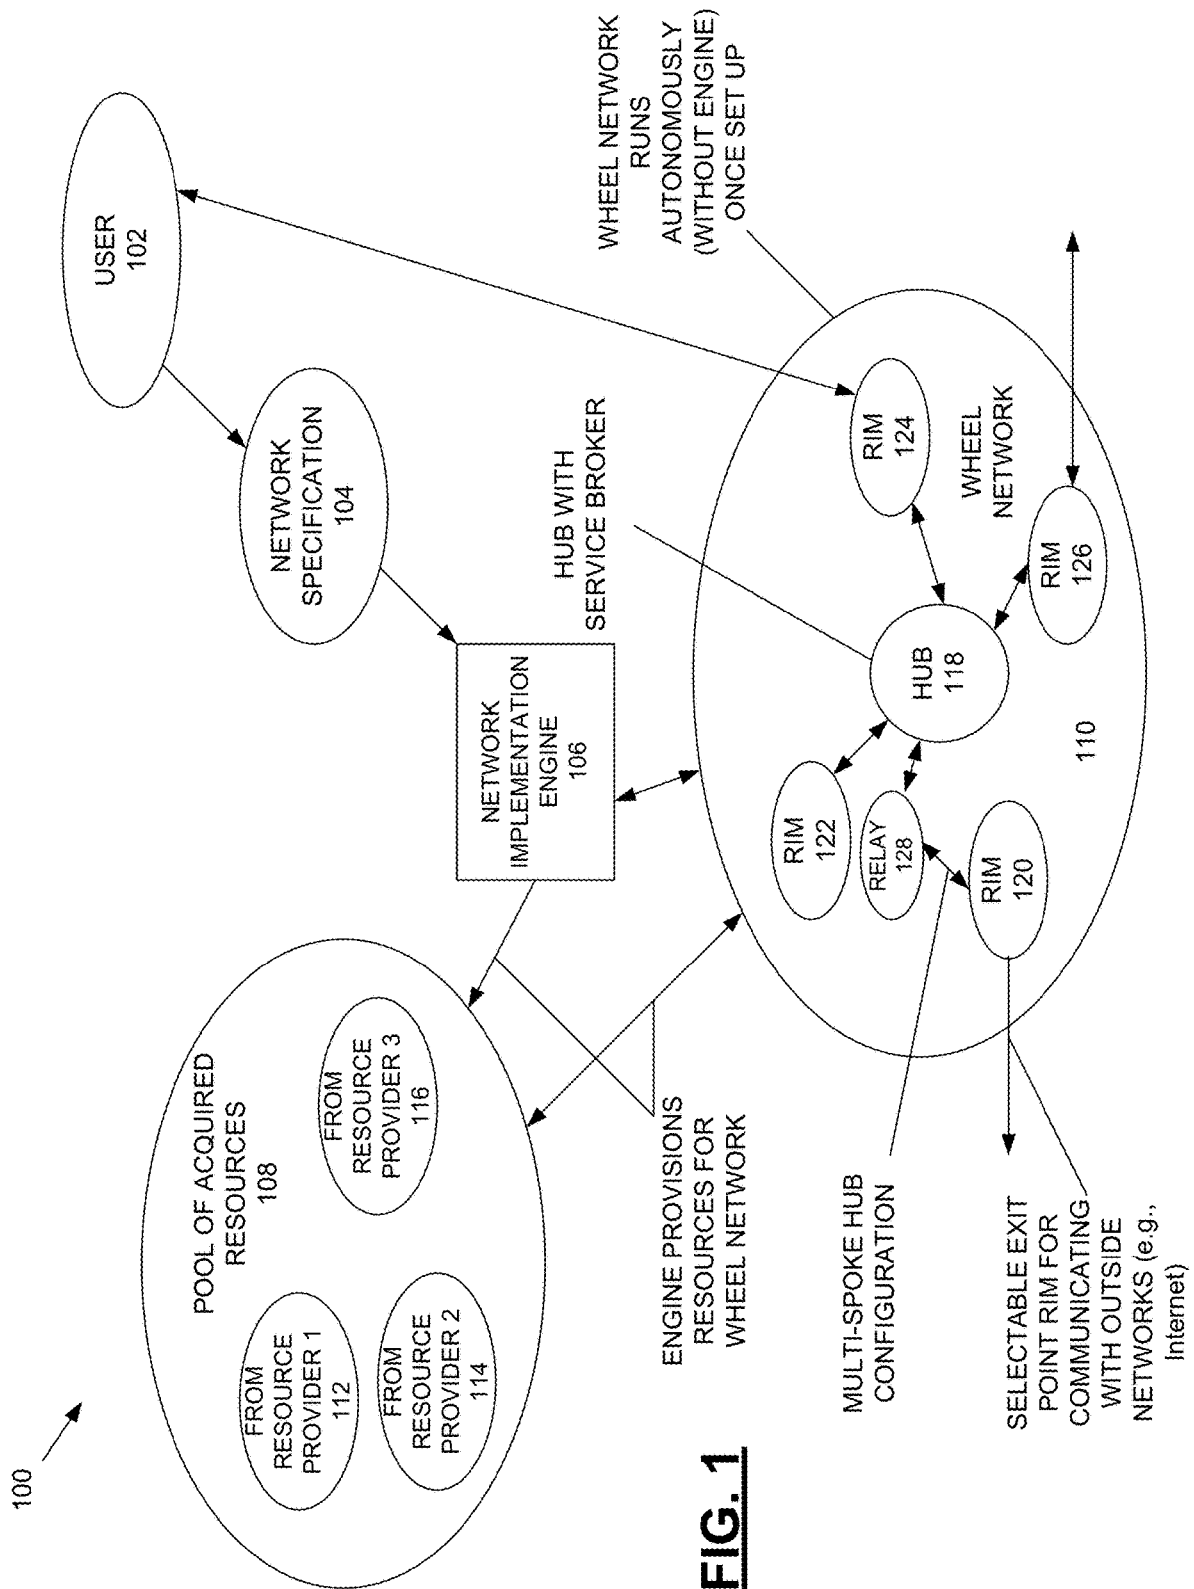 100
POOL OF ACQUIRED
RESOURCES
108
FROM
RESOURCE
PROVIDER 1
112
FROM
RESOURCE
PROVIDER 2
114
FROM
RESOURCE
PROVIDER 3
116
USER
102
NETWORK
SPECIFICATION
104
NETWORK
IMPLEMENTATION
ENGINE
106
ENGINE PROVISIONS
RESOURCES FOR
WHEEL NETWORK
HUB WITH
SERVICE BROKER
WHEEL NETWORK
RUNS
AUTONOMOUSLY
(WITHOUT ENGINE)
ONCE SET UP
RIM
122
RELAY
128
RIM
120
HUB
118
RIM
124
WHEEL
NETWORK
RIM
126
110
MULTI-SPOKE HUB
CONFIGURATION
SELECTABLE EXIT
POINT RIM FOR
COMMUNICATING
WITH OUTSIDE
NETWORKS (e.g.,
Internet)
FIG. 1